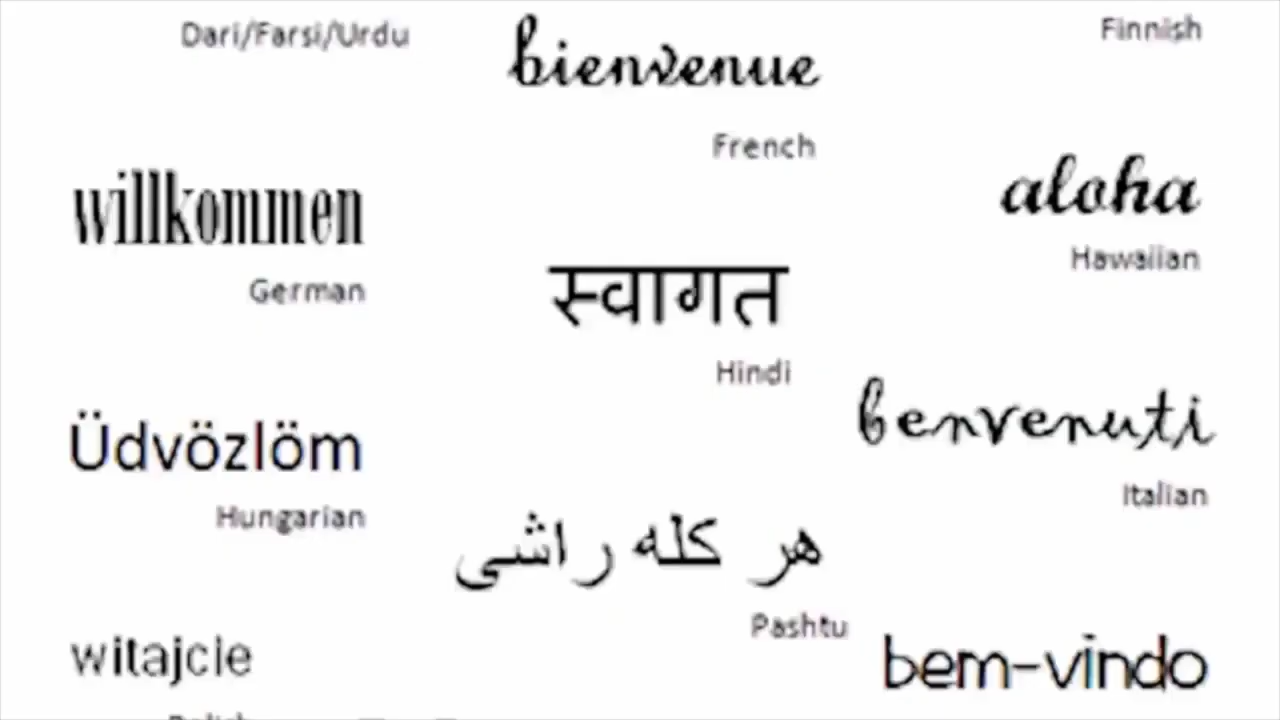 Dari/Farsi/Urdu
bienvenue
Finnish
French
willkommen
German
aloha
Hawaiian
स्वागत
Hindi
benvenuti
Italian
Üdvözlöm
Hungarian
هر کله راشی
Pashtu
witajcie
Polish
bem-vindo